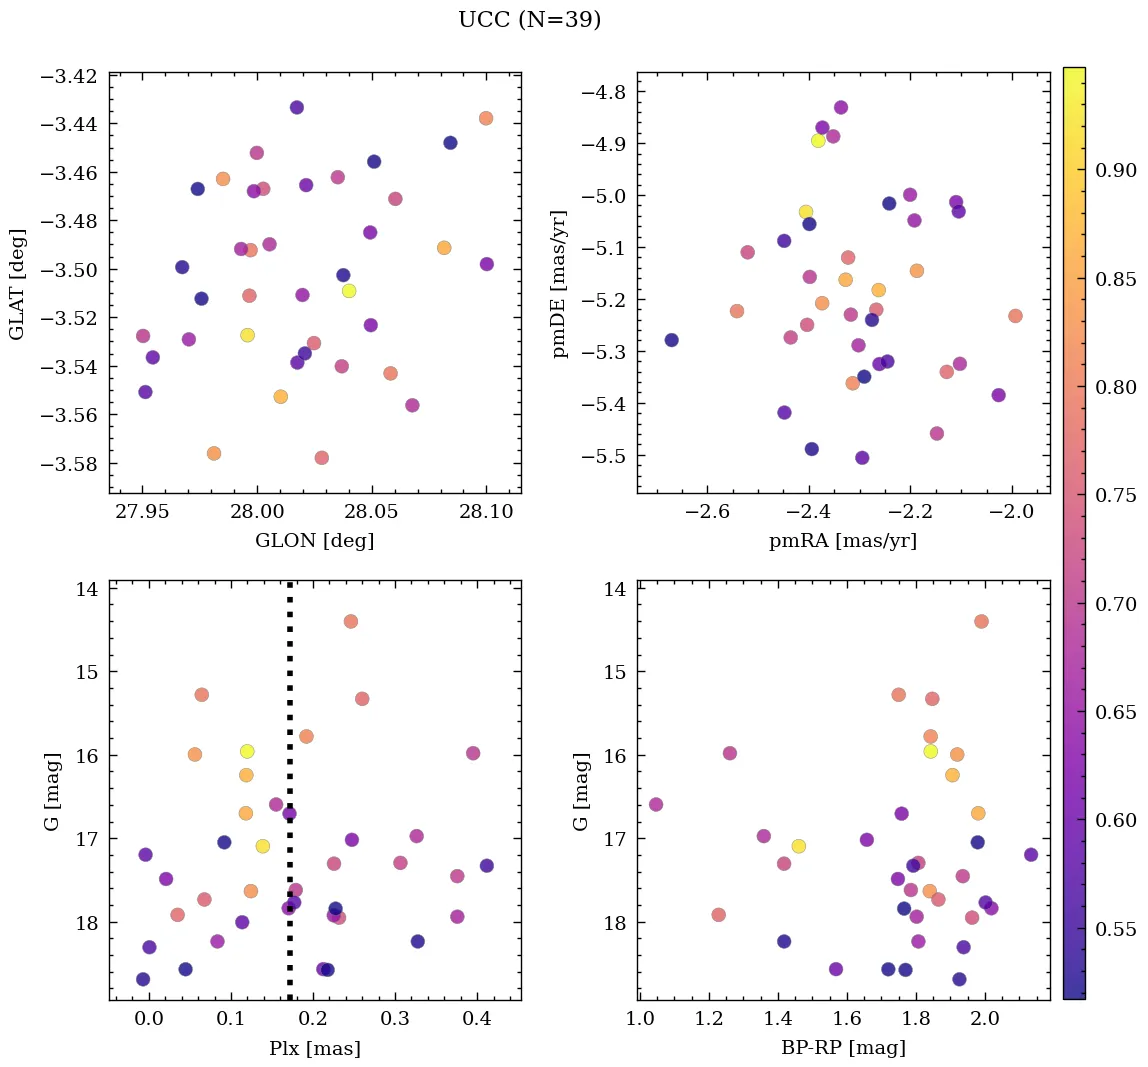 UCC (N=39)
−3.42
−3.44
−3.46
−3.48
−3.50
−3.52
−3.54
−3.56
−3.58
GLAT [deg]
27.95 28.00 28.05 28.10
GLON [deg]
−4.8
−4.9
−5.0
−5.1
−5.2
−5.3
−5.4
−5.5
pmDE [mas/yr]
−2.6 −2.4 −2.2 −2.0
pmRA [mas/yr]
0.90
0.85
0.80
0.75
0.70
0.65
0.60
0.55
14
15
16
17
18
G [mag]
0.0 0.1 0.2 0.3 0.4
Plx [mas]
14
15
16
17
18
G [mag]
1.0 1.2 1.4 1.6 1.8 2.0
BP-RP [mag]